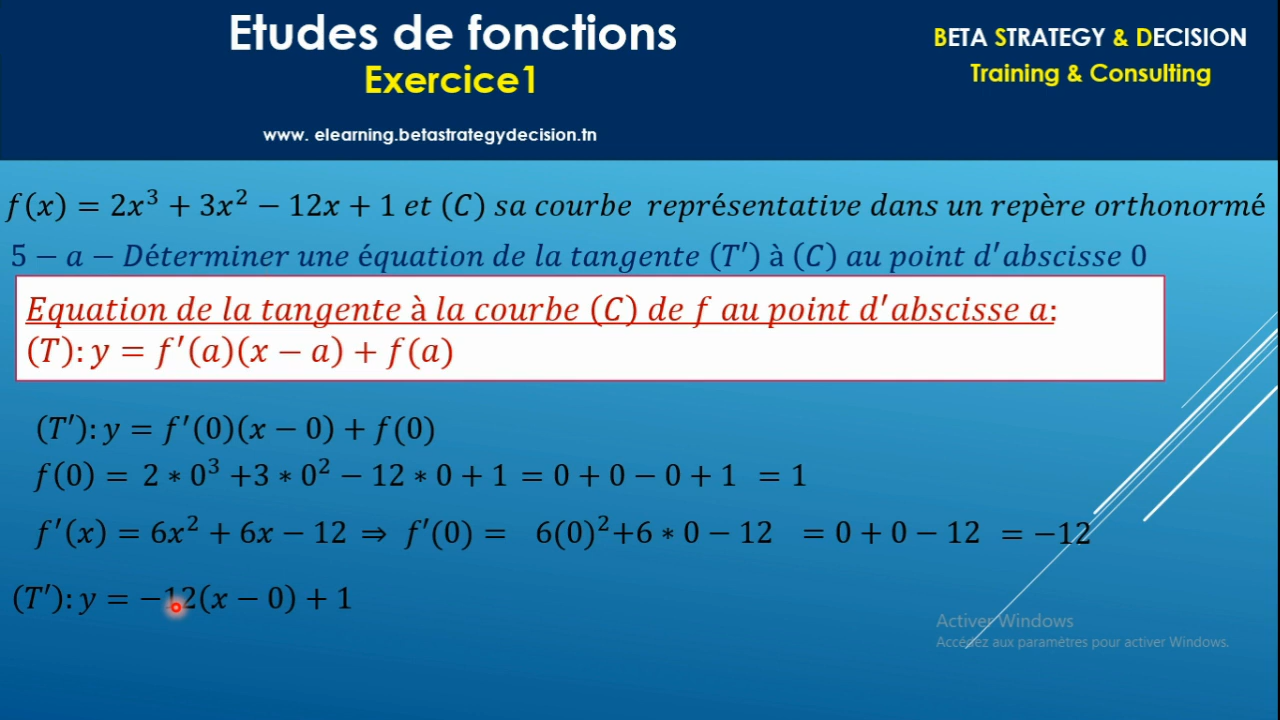 Etudes de fonctions
Exercice1
www. elearning.betastrategydecision.tn
BETA STRATEGY & DECISION
Training & Consulting
f(x) = 2x³ + 3x² − 12x + 1 et (C) sa courbe représentative dans un repère orthonormé
5 − a − Déterminer une équation de la tangente (T′) à (C) au point d′abscisse 0
Equation de la tangente à la courbe (C) de f au point d′abscisse a:
(T): y = f′(a)(x − a) + f(a)
(T′): y = f′(0)(x − 0) + f(0)
f(0) = 2 ∗ 0³ +3 ∗ 0² − 12 ∗ 0 + 1 = 0 + 0 − 0 + 1 = 1
f′(x) = 6x² + 6x − 12 ⇒ f′(0) = 6(0)²+6 ∗ 0 − 12 = 0 + 0 − 12 = −12
(T′): y = −12(x − 0) + 1
Activer Windows
Accédez aux paramètres pour activer Windows.